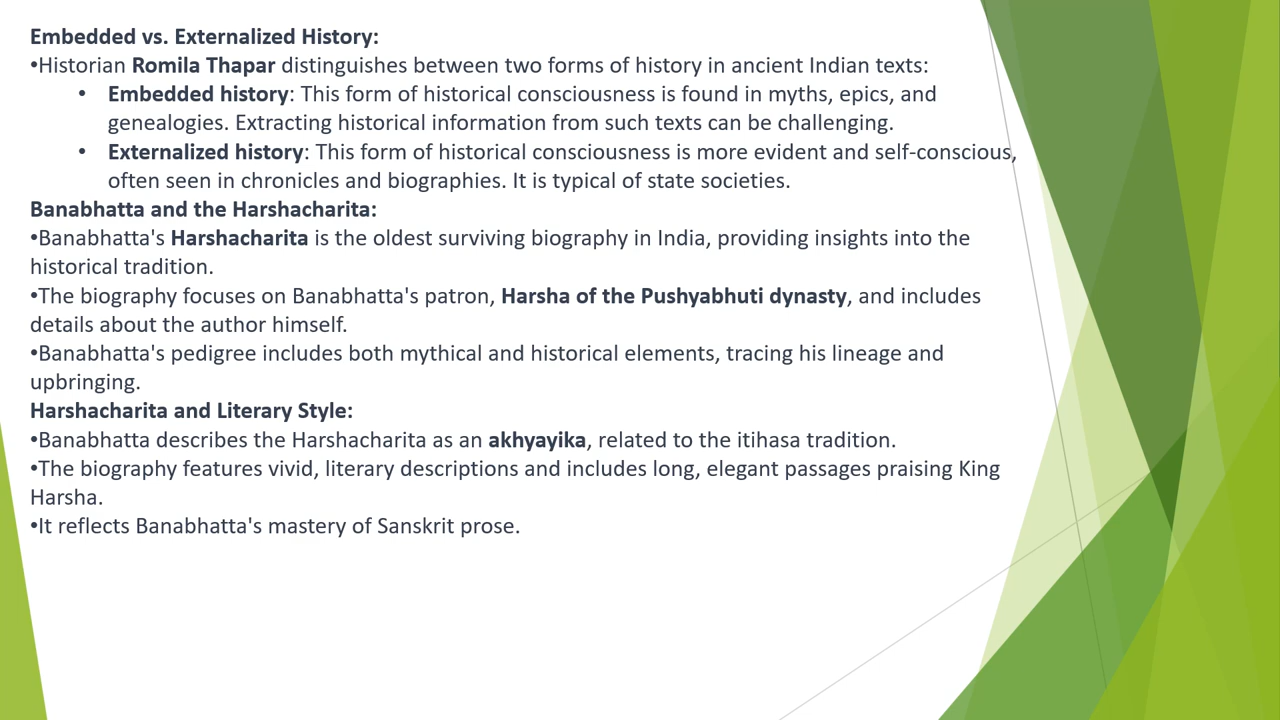 Embedded vs. Externalized History:
•Historian Romila Thapar distinguishes between two forms of history in ancient Indian texts:
• Embedded history: This form of historical consciousness is found in myths, epics, and
genealogies. Extracting historical information from such texts can be challenging.
• Externalized history: This form of historical consciousness is more evident and self-conscious,
often seen in chronicles and biographies. It is typical of state societies.
Banabhatta and the Harshacharita:
•Banabhatta's Harshacharita is the oldest surviving biography in India, providing insights into the
historical tradition.
•The biography focuses on Banabhatta's patron, Harsha of the Pushyabhuti dynasty, and includes
details about the author himself.
•Banabhatta's pedigree includes both mythical and historical elements, tracing his lineage and
upbringing.
Harshacharita and Literary Style:
•Banabhatta describes the Harshacharita as an akhyayika, related to the itihasa tradition.
•The biography features vivid, literary descriptions and includes long, elegant passages praising King
Harsha.
•It reflects Banabhatta's mastery of Sanskrit prose.